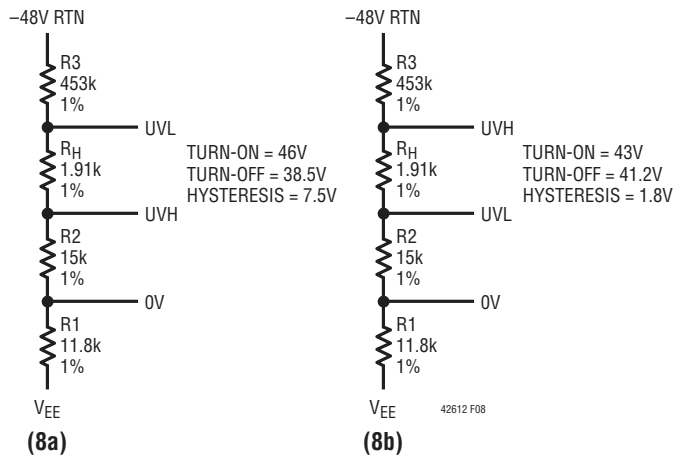 –48V RTN
R3
453k
1%
UVL
RH
1.91k
1%
TURN-ON = 46V
TURN-OFF = 38.5V
HYSTERESIS = 7.5V
UVH
R2
15k
1%
0V
R1
11.8k
1%
VEE
(8a)
–48V RTN
R3
453k
1%
UVH
RH
1.91k
1%
TURN-ON = 43V
TURN-OFF = 41.2V
HYSTERESIS = 1.8V
UVL
R2
15k
1%
0V
R1
11.8k
1%
VEE
42612 F08
(8b)